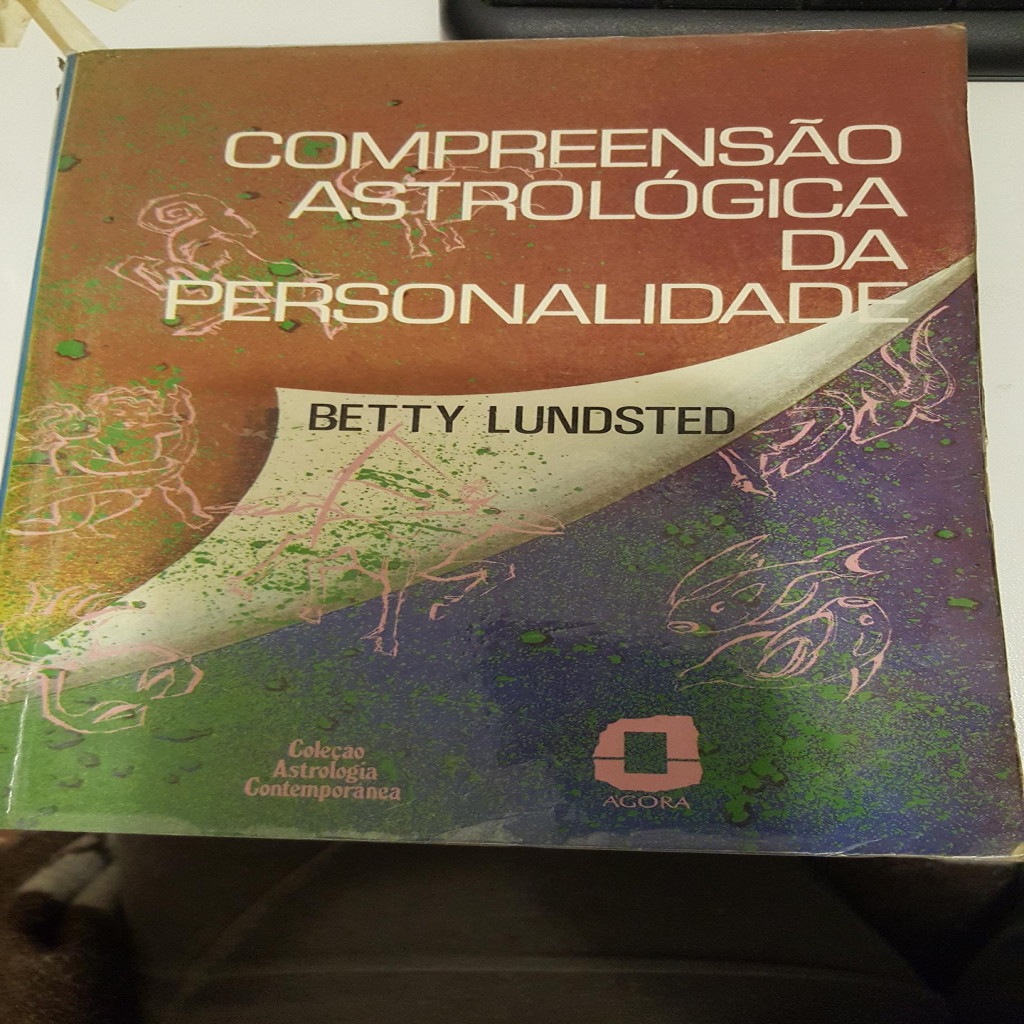 COMPREENSÃO
ASTROLÓGICA
DA
PERSONALIDADE
BETTY LUNDSTED
Coleção
Astrologia
Contemporânea
AGORA